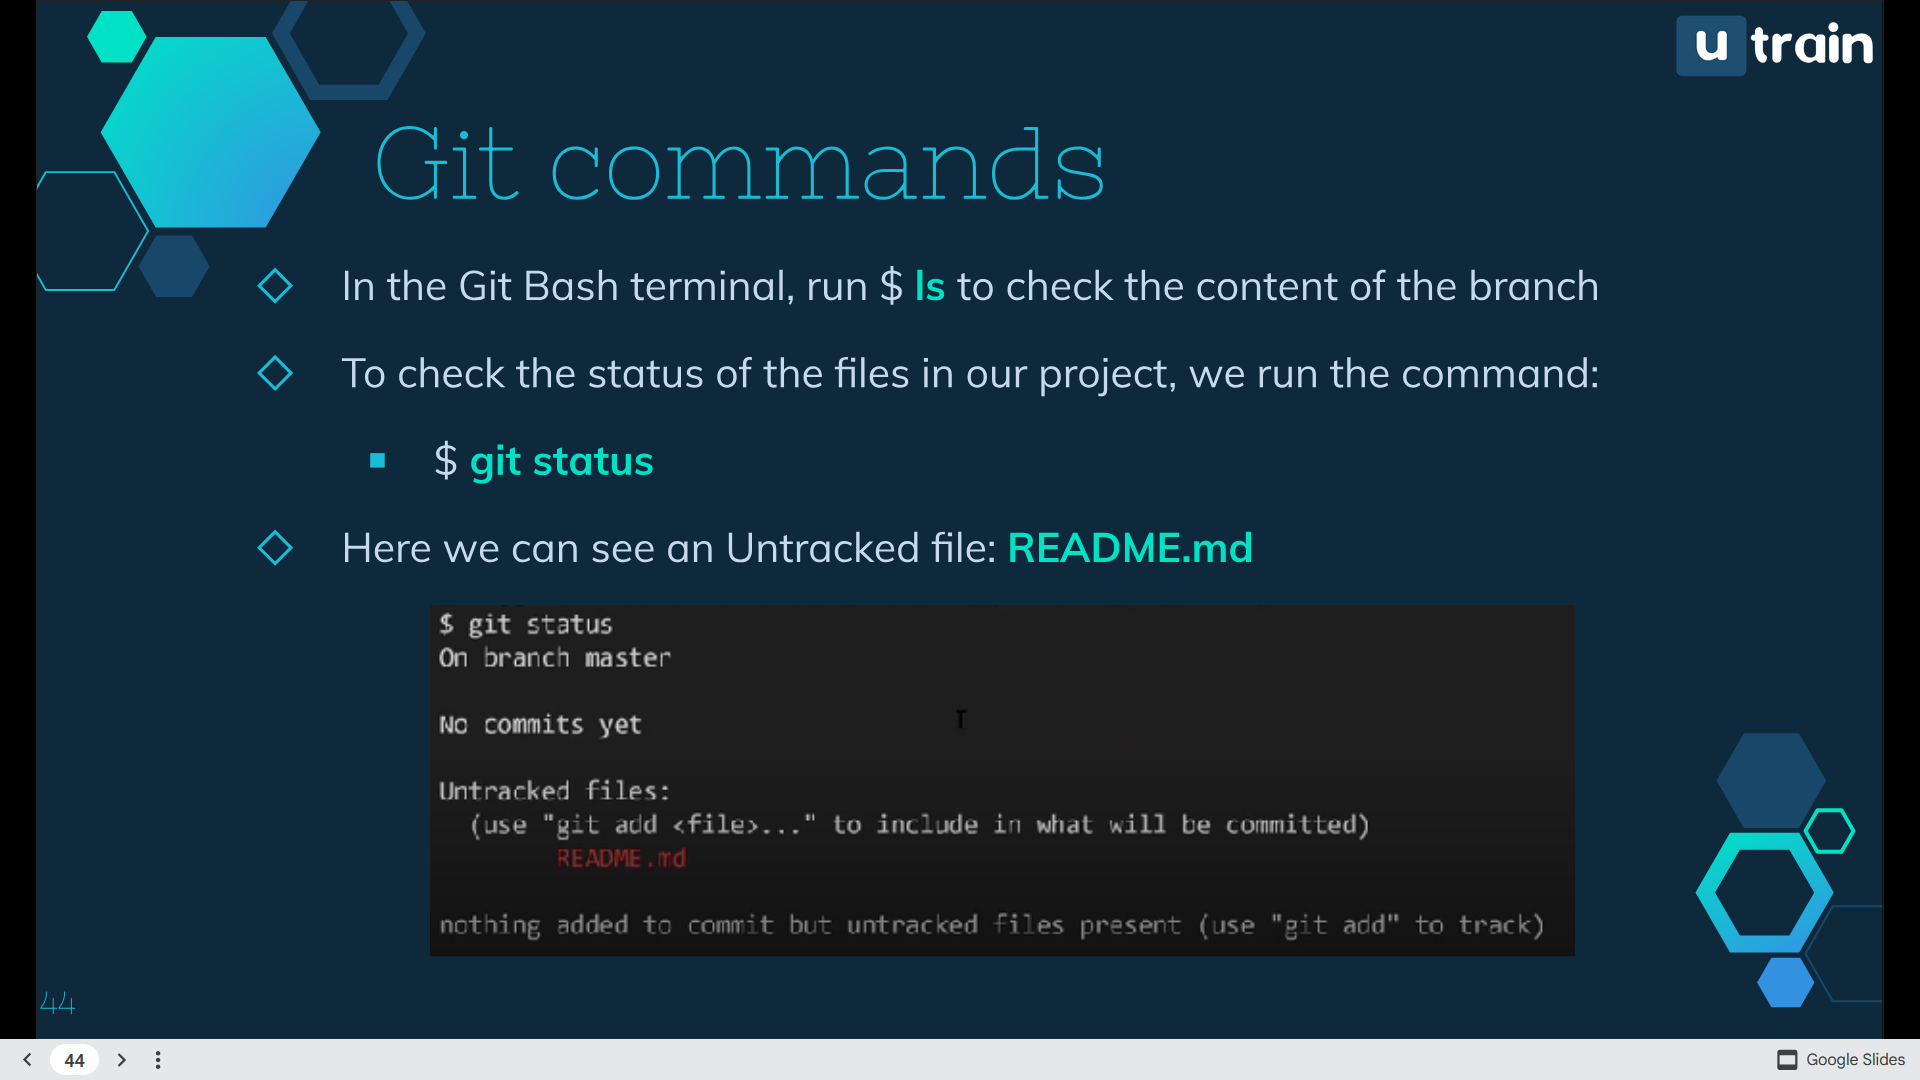 u train
Git commands
In the Git Bash terminal, run $ ls to check the content of the branch
To check the status of the files in our project, we run the command:
$ git status
Here we can see an Untracked file: README.md
$ git status
On branch master
No commits yet
Untracked files:
(use "git add <file>..." to include in what will be committed)
README.md
nothing added to commit but untracked files present (use "git add" to track)
44
44
Google Slides